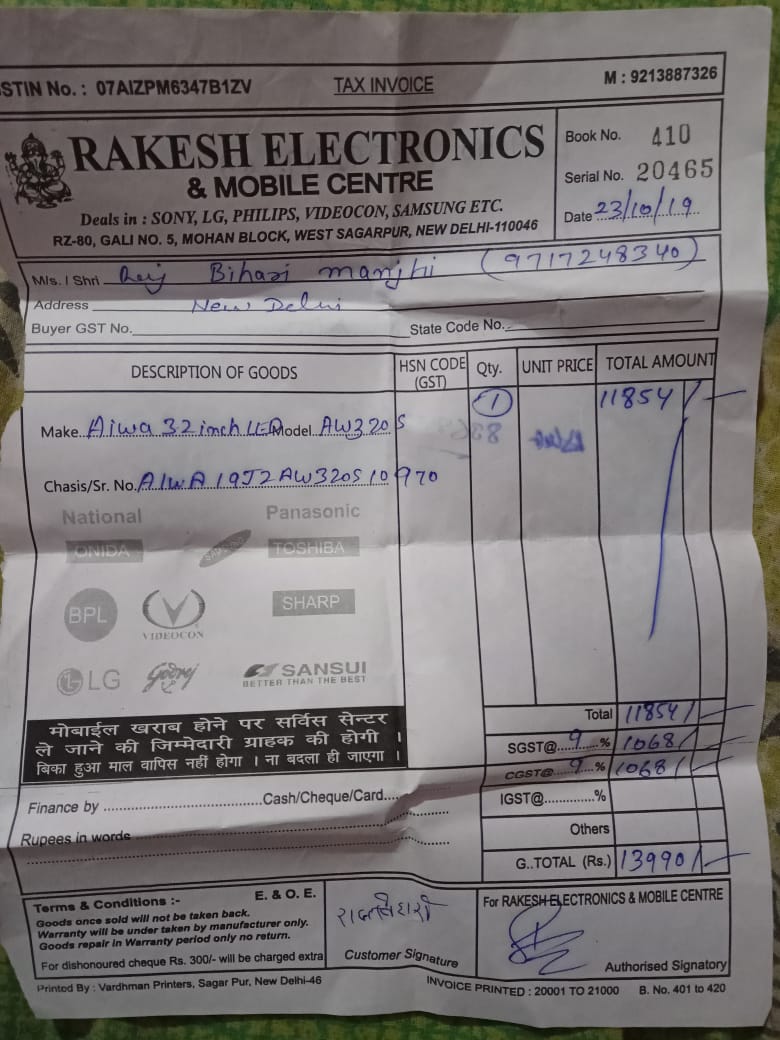 STIN No. : 07AIZPM6347B1ZV TAX INVOICE M : 9213887326
RAKESH ELECTRONICS
& MOBILE CENTRE
Deals in : SONY, LG, PHILIPS, VIDEOCON, SAMSUNG ETC.
RZ-80, GALI NO. 5, MOHAN BLOCK, WEST SAGARPUR, NEW DELHI-110046
Book No. 410
Serial No. 20465
Date 23/10/19
M/s. / Shri Bihari manjhi (9717248340)
Address New Delhi
Buyer GST No. State Code No.
DESCRIPTION OF GOODS HSN CODE (GST) Qty. UNIT PRICE TOTAL AMOUNT
1 11854/-
Make. Aiwa 32 inch LED Model. AW320S
Chasis/Sr. No. AIWA19J2AW320S10970
National Panasonic
ONIDA SAMSUNG TOSHIBA
BPL VIDEOCON SHARP
LG Godrej SANSUI
BETTER THAN THE BEST
मोबाईल खराब होने पर सर्विस सेन्टर
ले जाने की जिम्मेदारी ग्राहक की होगी ।
बिका हुआ माल वापिस नहीं होगा । ना बदला ही जाएगा ।
Total 11854/-
SGST@ 9 % 1068/-
CGST@ 9 % 1068/-
IGST@ %
Others
G..TOTAL (Rs.) 13990/-
Finance by Cash/Cheque/Card
Rupees in words
Terms & Conditions :- E. & O. E.
Goods once sold will not be taken back.
Warranty will be under taken by manufacturer only.
Goods repair in Warranty period only no return.
For dishonoured cheque Rs. 300/- will be charged extra
Customer Signature
For RAKESH ELECTRONICS & MOBILE CENTRE
Authorised Signatory
Printed By : Vardhman Printers, Sagar Pur, New Delhi-46 INVOICE PRINTED : 20001 TO 21000 B. No. 401 to 420